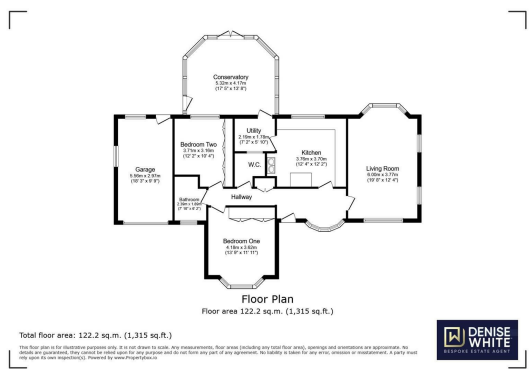 Conservatory
5.32m x 4.17m
(17' 5" x 13' 8")
Utility
2.19m x 1.79m
(7' 2" x 5' 10")
Bedroom Two
3.71m x 3.16m
(12' 2" x 10' 4")
Kitchen
3.76m x 3.70m
(12' 4" x 12' 2")
W.C.
Garage
5.56m x 2.97m
(18' 3" x 9' 9")
Living Room
6.00m x 3.77m
(19' 8" x 12' 4")
Bathroom
Hallway
Bedroom One
4.18m x 3.62m
(13' 9" x 11' 11")
Floor Plan
Floor area 122.2 sq.m. (1,315 sq.ft.)
Total floor area: 122.2 sq.m. (1,315 sq.ft.)
This floor plan is for illustrative purposes only. It is not drawn to scale. Any measurements, floor areas (including any total floor area), openings and orientations are approximate. No
details are guaranteed, they cannot be relied upon for any purpose and do not form any part of any agreement. No liability is taken for any error, omission or misstatement. A party must
rely upon its own inspection(s). Powered by www.Propertybox.io
DENISE
WHITE
BESPOKE ESTATE AGENT